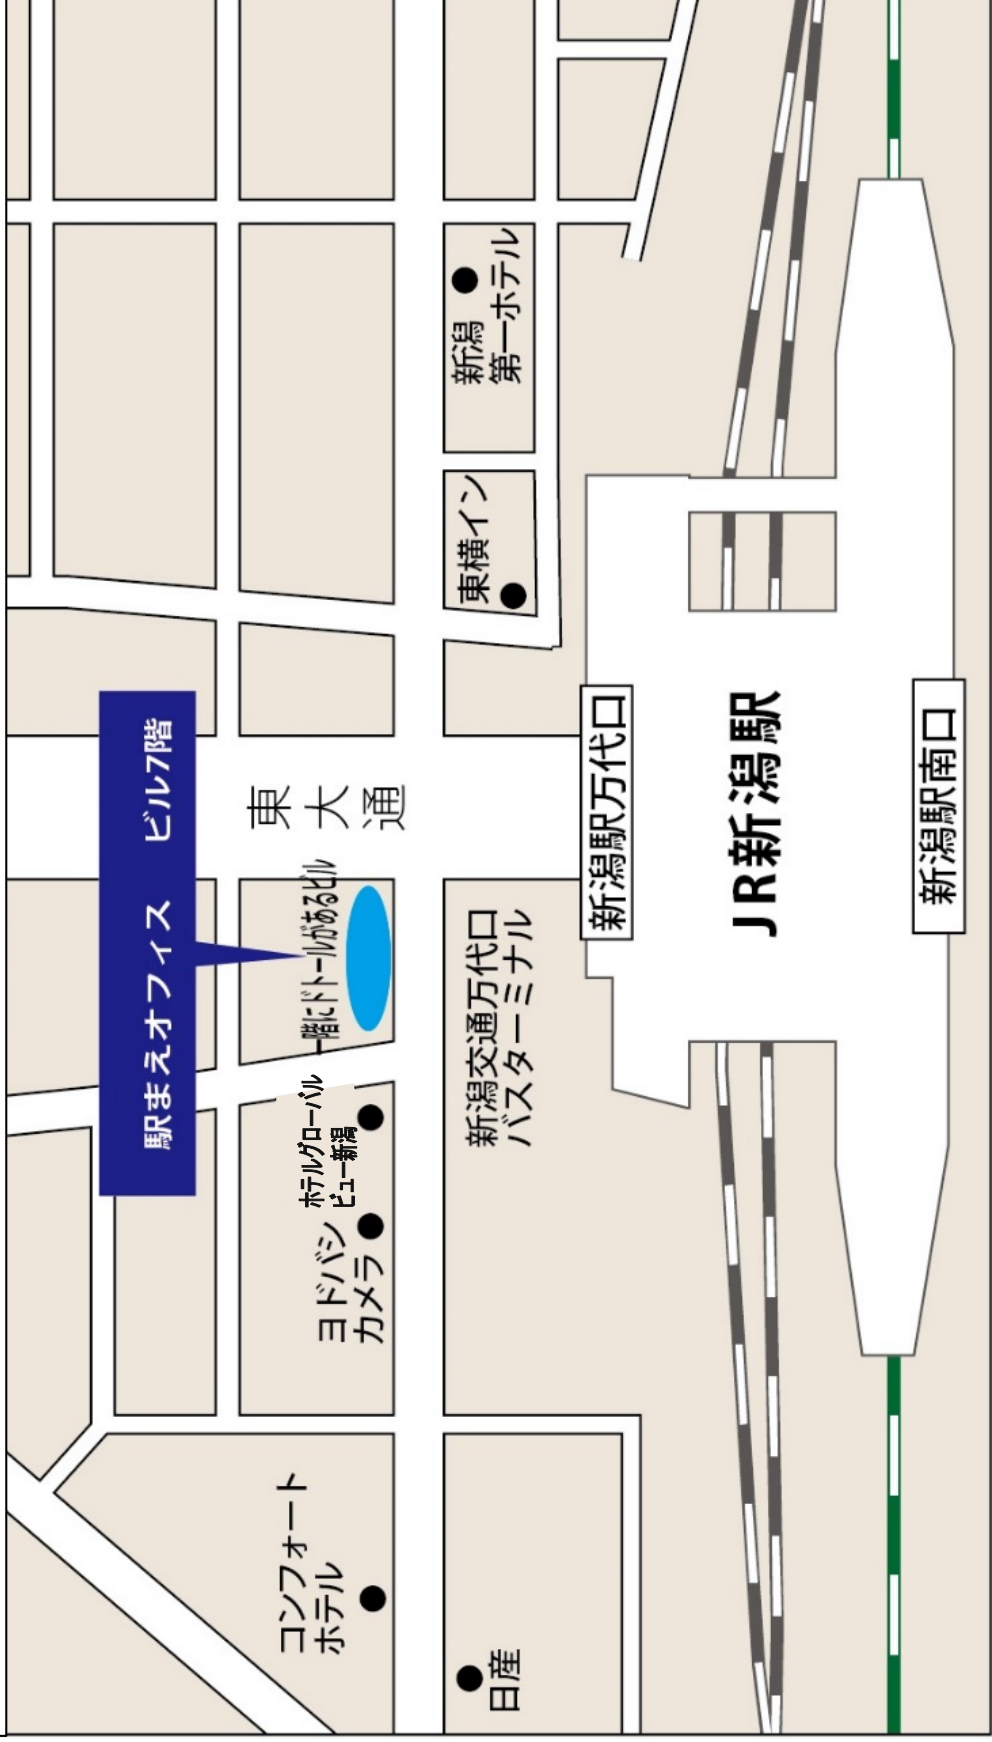 駅まえオフィス ビル7階
東大通
一階にドトールがあるビル
ホテルグローバル
ビュー新潟
ヨドバシ
カメラ
コンフォート
ホテル
日産
新潟交通万代口
バスターミナル
東横イン
新潟
第一ホテル
新潟駅万代口
JR新潟駅
新潟駅南口